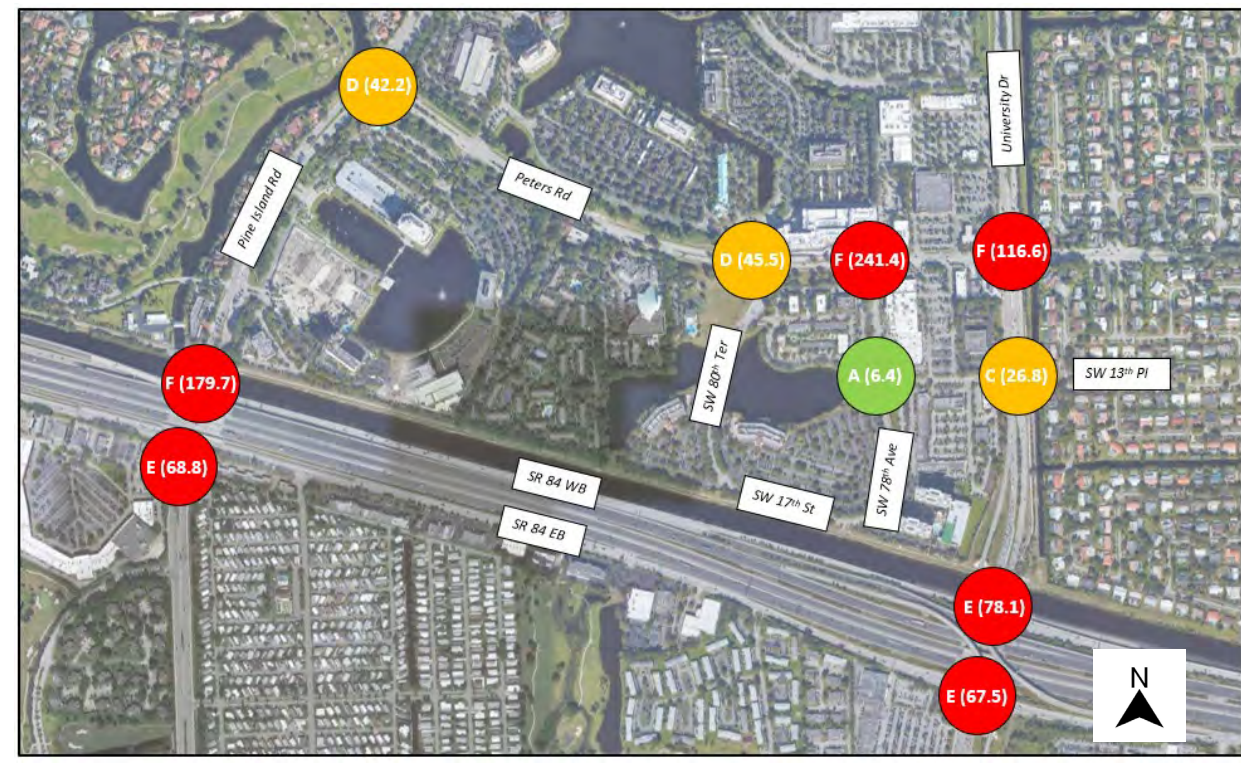 D (42.2)
University Dr
Peters Rd
Pine Island Rd
D (45.5)
F (241.4)
F (116.6)
SW 80th Ter
A (6.4)
C (26.8)
SW 13th Pl
F (179.7)
E (68.8)
SR 84 WB
SW 17th St
SW 78th Ave
SR 84 EB
E (78.1)
E (67.5)
N